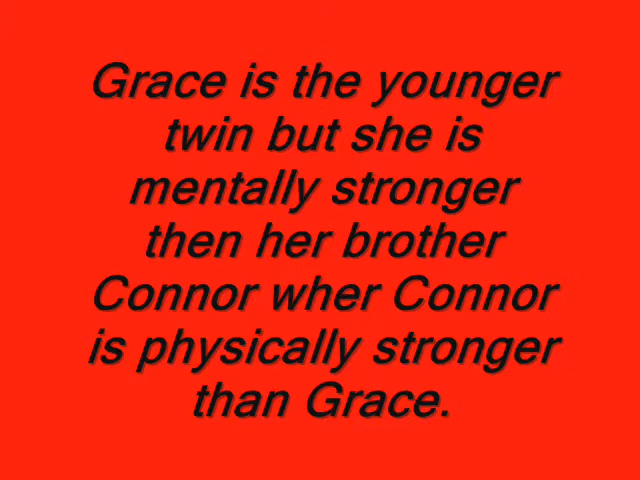 Grace is the younger
twin but she is
mentally stronger
then her brother
Connor wher Connor
is physically stronger
than Grace.